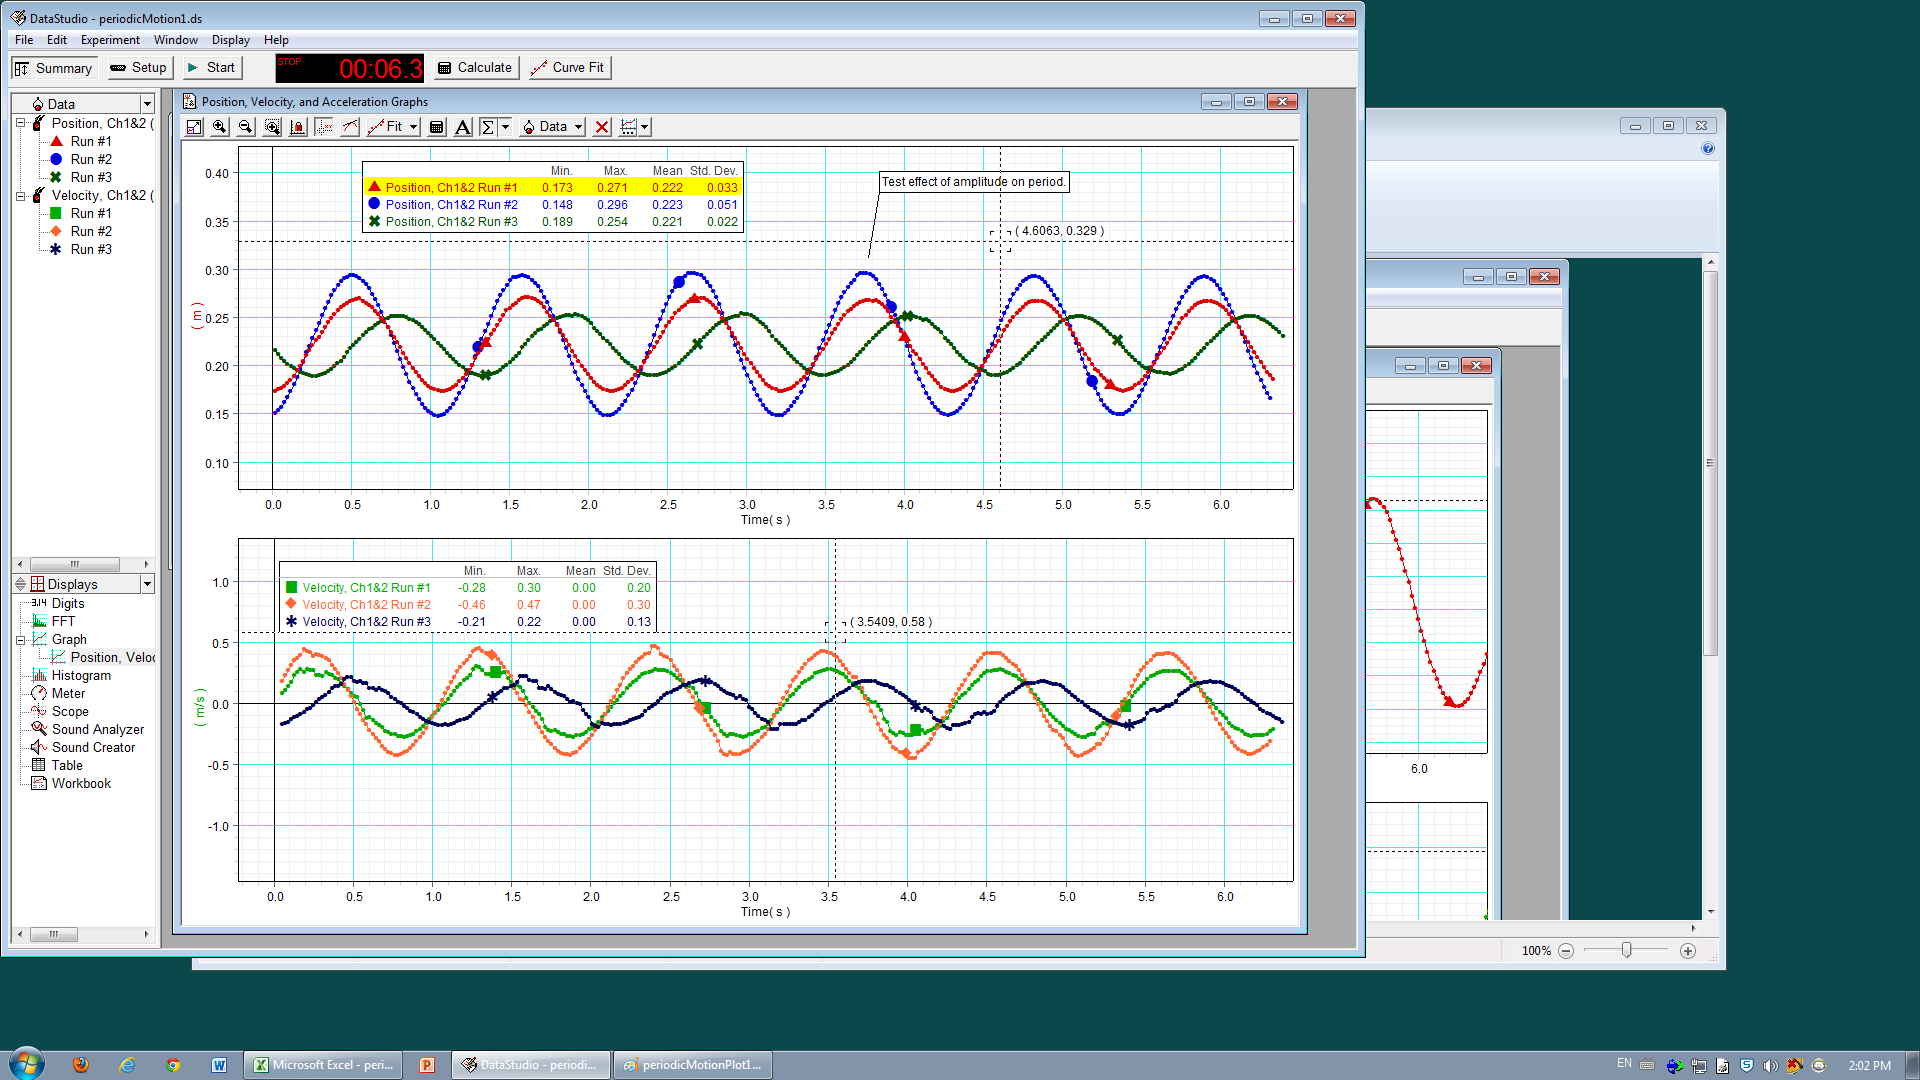 DataStudio - periodicMotion1.ds
File Edit Experiment Window Display Help
Summary Setup Start STOP 00:06.3 Calculate Curve Fit
Data
Position, Ch1&2 (
Run #1
Run #2
Run #3
Velocity, Ch1&2 (
Run #1
Run #2
Run #3
Displays
3.14 Digits
FFT
Graph
Position, Veloc
Histogram
Meter
Scope
Sound Analyzer
Sound Creator
Table
Workbook
Position, Velocity, and Acceleration Graphs
Fit A Σ Data
Min. Max. Mean Std. Dev.
Position, Ch1&2 Run #1 0.173 0.271 0.222 0.033
Position, Ch1&2 Run #2 0.148 0.296 0.223 0.051
Position, Ch1&2 Run #3 0.189 0.254 0.221 0.022
Test effect of amplitude on period.
( 4.6063, 0.329 )
0.40
0.35
0.30
0.25
0.20
0.15
0.10
( m )
0.0 0.5 1.0 1.5 2.0 2.5 3.0 3.5 4.0 4.5 5.0 5.5 6.0
Time( s )
Min. Max. Mean Std. Dev.
Velocity, Ch1&2 Run #1 -0.28 0.30 0.00 0.20
Velocity, Ch1&2 Run #2 -0.46 0.47 0.00 0.30
Velocity, Ch1&2 Run #3 -0.21 0.22 0.00 0.13
( 3.5409, 0.58 )
1.0
0.5
0.0
-0.5
-1.0
( m/s )
0.0 0.5 1.0 1.5 2.0 2.5 3.0 3.5 4.0 4.5 5.0 5.5 6.0
Time( s )
6.0
100%
Microsoft Excel - peri...
DataStudio - periodi...
periodicMotionPlot1...
EN
2:02 PM